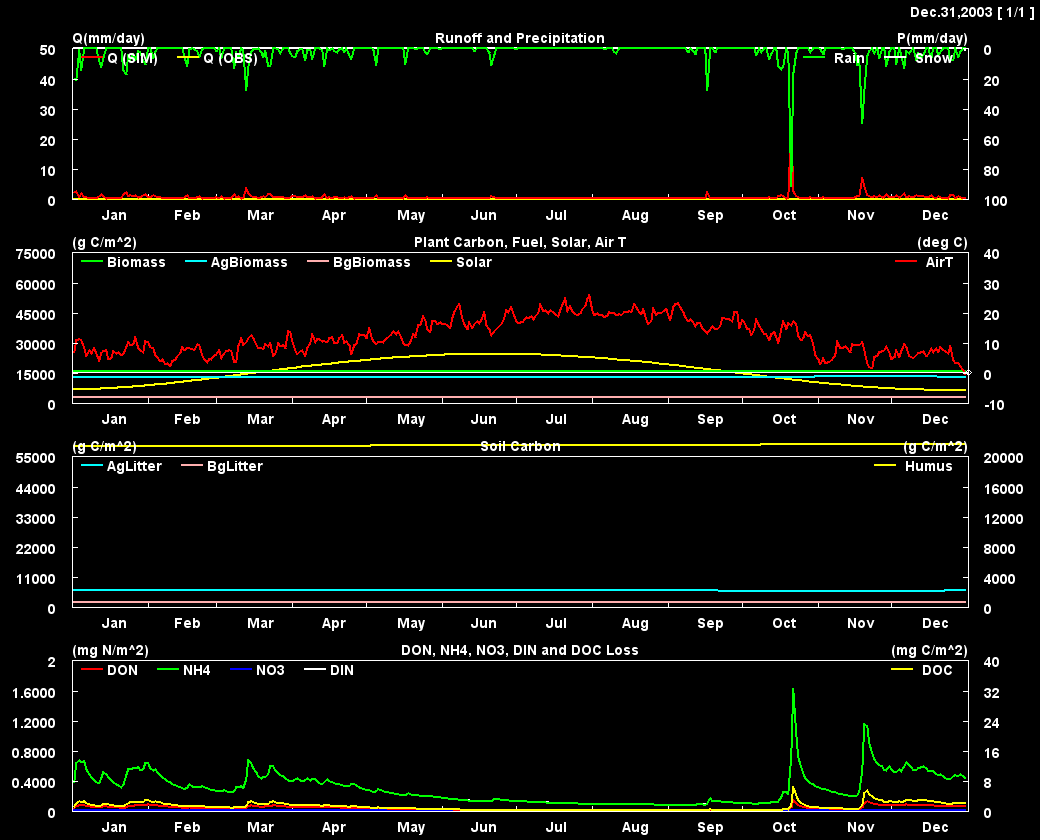 Dec.31,2003 [ 1/1 ]
Q(mm/day) Runoff and Precipitation P(mm/day)
Q (SIM) Q (OBS) Rain Snow
50 0
40 20
30 40
20 60
10 80
0 100
Jan Feb Mar Apr May Jun Jul Aug Sep Oct Nov Dec
(g C/m^2) Plant Carbon, Fuel, Solar, Air T (deg C)
Biomass AgBiomass BgBiomass Solar AirT
75000 40
60000 30
45000 20
30000 10
15000 0
0 -10
Jan Feb Mar Apr May Jun Jul Aug Sep Oct Nov Dec
(g C/m^2) Soil Carbon (g C/m^2)
AgLitter BgLitter Humus
55000 20000
44000 16000
33000 12000
22000 8000
11000 4000
0 0
Jan Feb Mar Apr May Jun Jul Aug Sep Oct Nov Dec
(mg N/m^2) DON, NH4, NO3, DIN and DOC Loss (mg C/m^2)
DON NH4 NO3 DIN DOC
2 40
1.6000 32
1.2000 24
0.8000 16
0.4000 8
0 0
Jan Feb Mar Apr May Jun Jul Aug Sep Oct Nov Dec